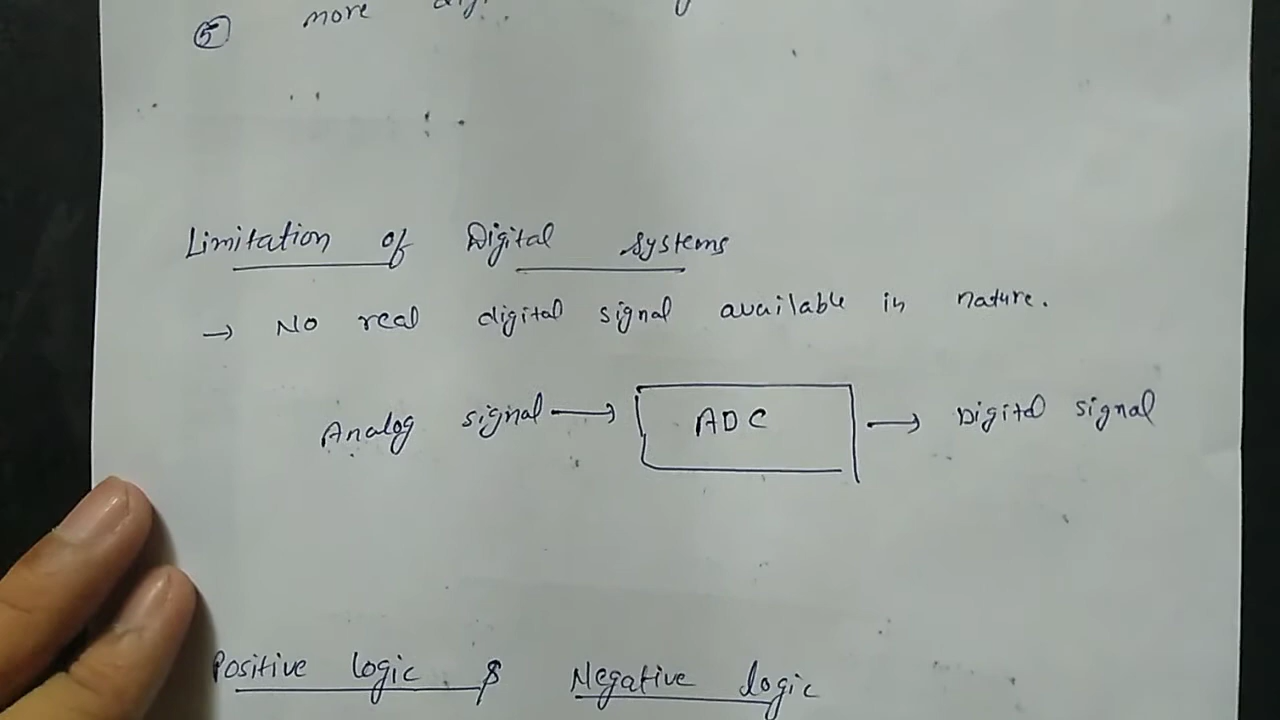 5 more
Limitation of Digital systems
→ No real digital signal available in nature.
Analog signal → ADC → Digital signal
Positive logic & Negative logic